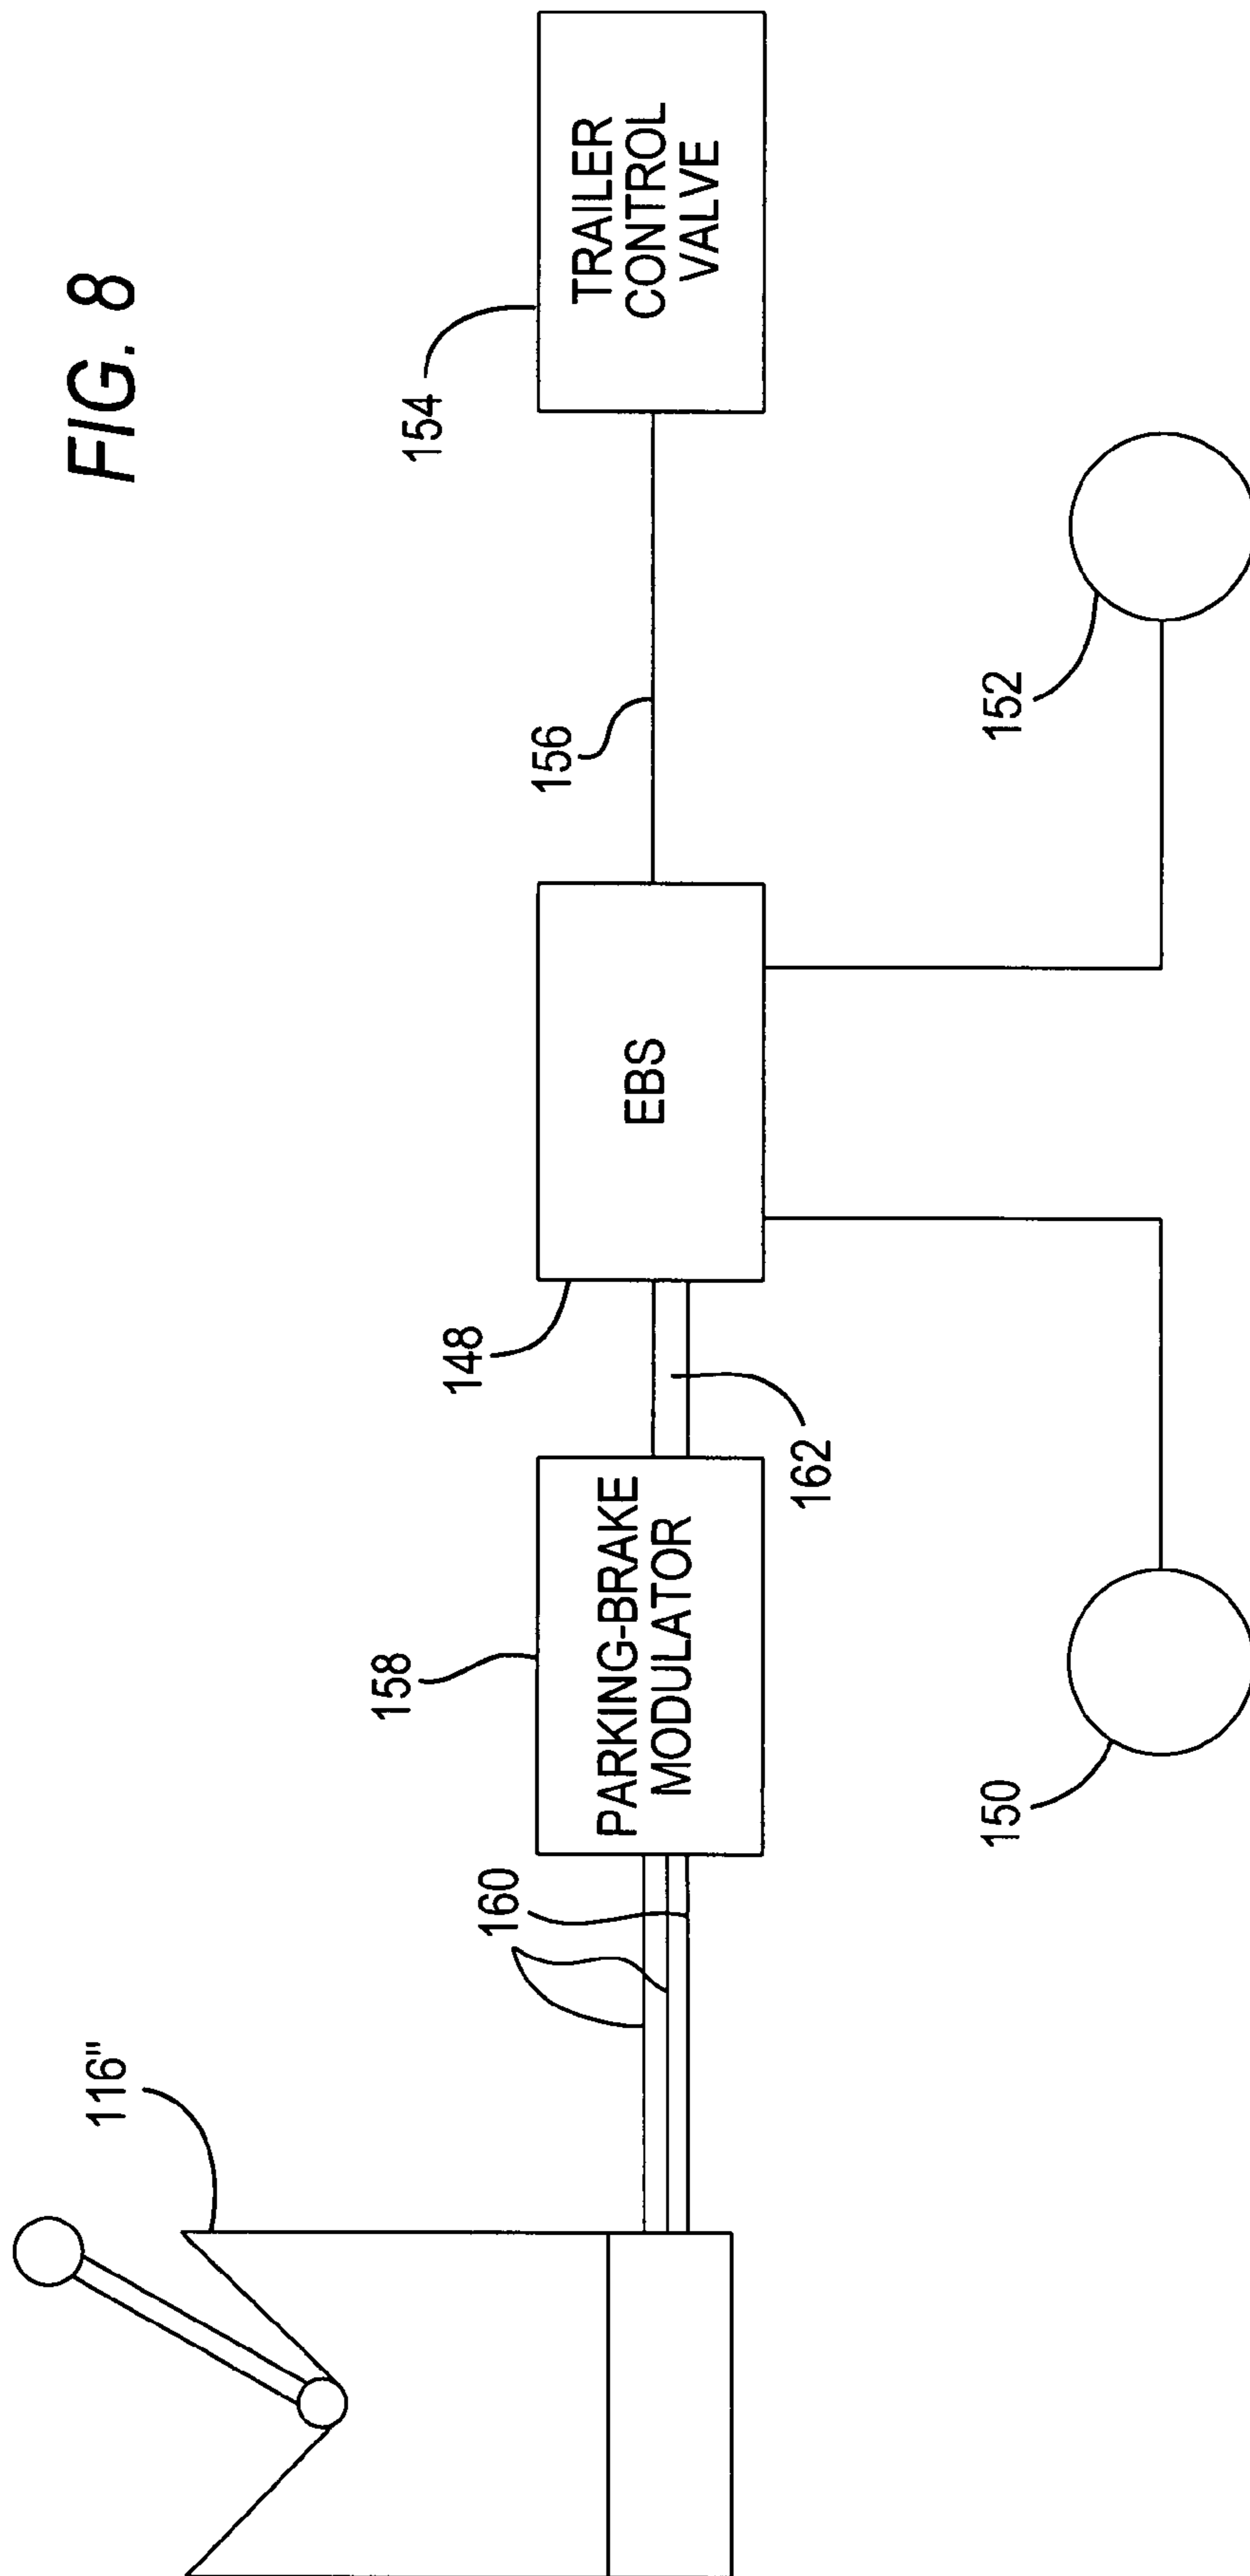 FIG. 8
116"
160
158
PARKING-BRAKE
MODULATOR
162
148
EBS
156
154
TRAILER
CONTROL
VALVE
150
152